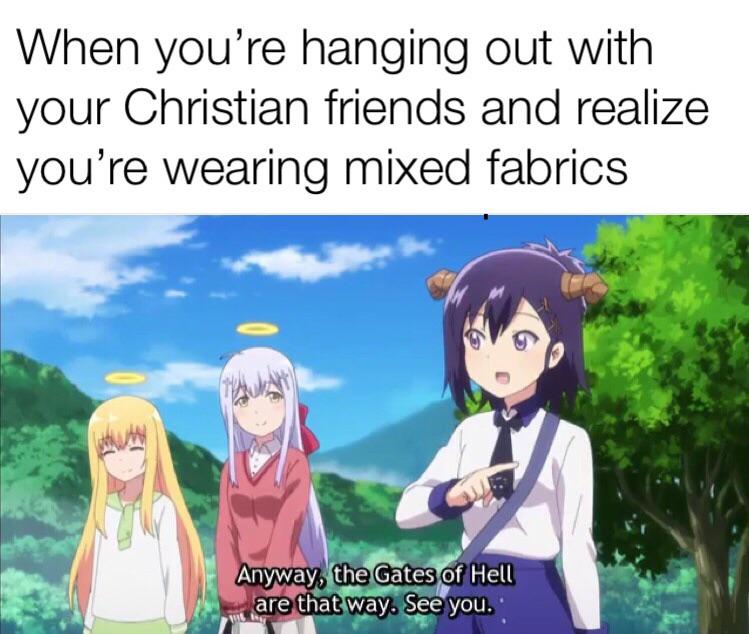 When you’re hanging out with
your Christian friends and realize
you’re wearing mixed fabrics
Anyway, the Gates of Hell
are that way. See you.